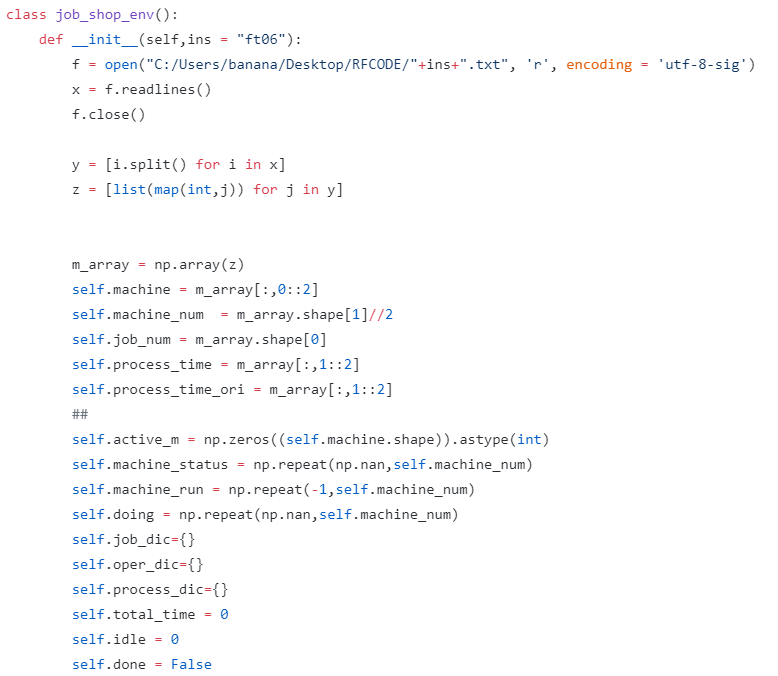 class job_shop_env():
    def __init__(self,ins = "ft06"):
        f = open("C:/Users/banana/Desktop/RFCODE/"+ins+".txt", 'r', encoding = 'utf-8-sig')
        x = f.readlines()
        f.close()

        y = [i.split() for i in x]
        z = [list(map(int,j)) for j in y]


        m_array = np.array(z)
        self.machine = m_array[:,0::2]
        self.machine_num  = m_array.shape[1]//2
        self.job_num = m_array.shape[0]
        self.process_time = m_array[:,1::2]
        self.process_time_ori = m_array[:,1::2]
        ##
        self.active_m = np.zeros((self.machine.shape)).astype(int)
        self.machine_status = np.repeat(np.nan,self.machine_num)
        self.machine_run = np.repeat(-1,self.machine_num)
        self.doing = np.repeat(np.nan,self.machine_num)
        self.job_dic={}
        self.oper_dic={}
        self.process_dic={}
        self.total_time = 0
        self.idle = 0
        self.done = False